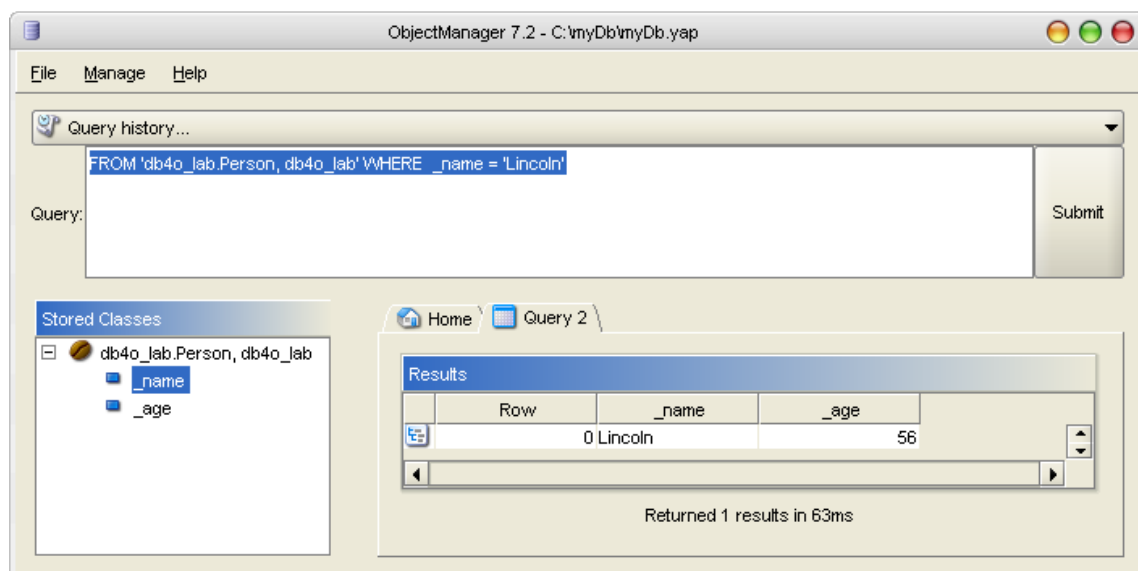 ObjectManager 7.2 - C:\myDb\myDb.yap
File Manage Help
Query history...
Query:
FROM 'db4o_lab.Person, db4o_lab' WHERE  _name = 'Lincoln'
Submit
Stored Classes
db4o_lab.Person, db4o_lab
_name
_age
Home Query 2
Results
Row _name _age
0 Lincoln 56
Returned 1 results in 63ms